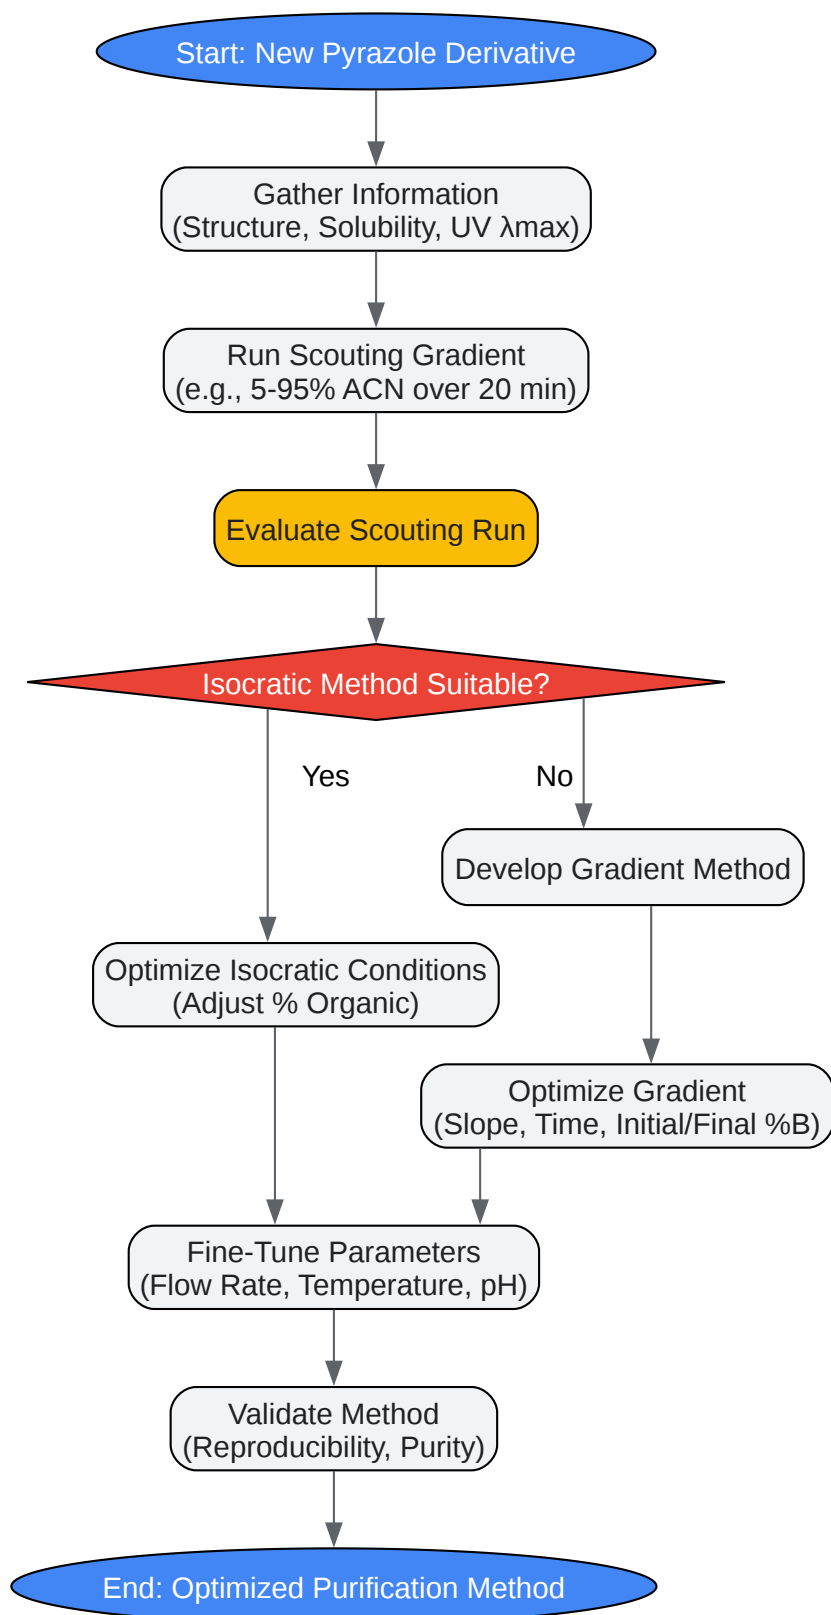 Start: New Pyrazole Derivative
Gather Information
(Structure, Solubility, UV λmax)
Run Scouting Gradient
(e.g., 5-95% ACN over 20 min)
Evaluate Scouting Run
Isocratic Method Suitable?
Yes
No
Develop Gradient Method
Optimize Isocratic Conditions
(Adjust % Organic)
Optimize Gradient
(Slope, Time, Initial/Final %B)
Fine-Tune Parameters
(Flow Rate, Temperature, pH)
Validate Method
(Reproducibility, Purity)
End: Optimized Purification Method